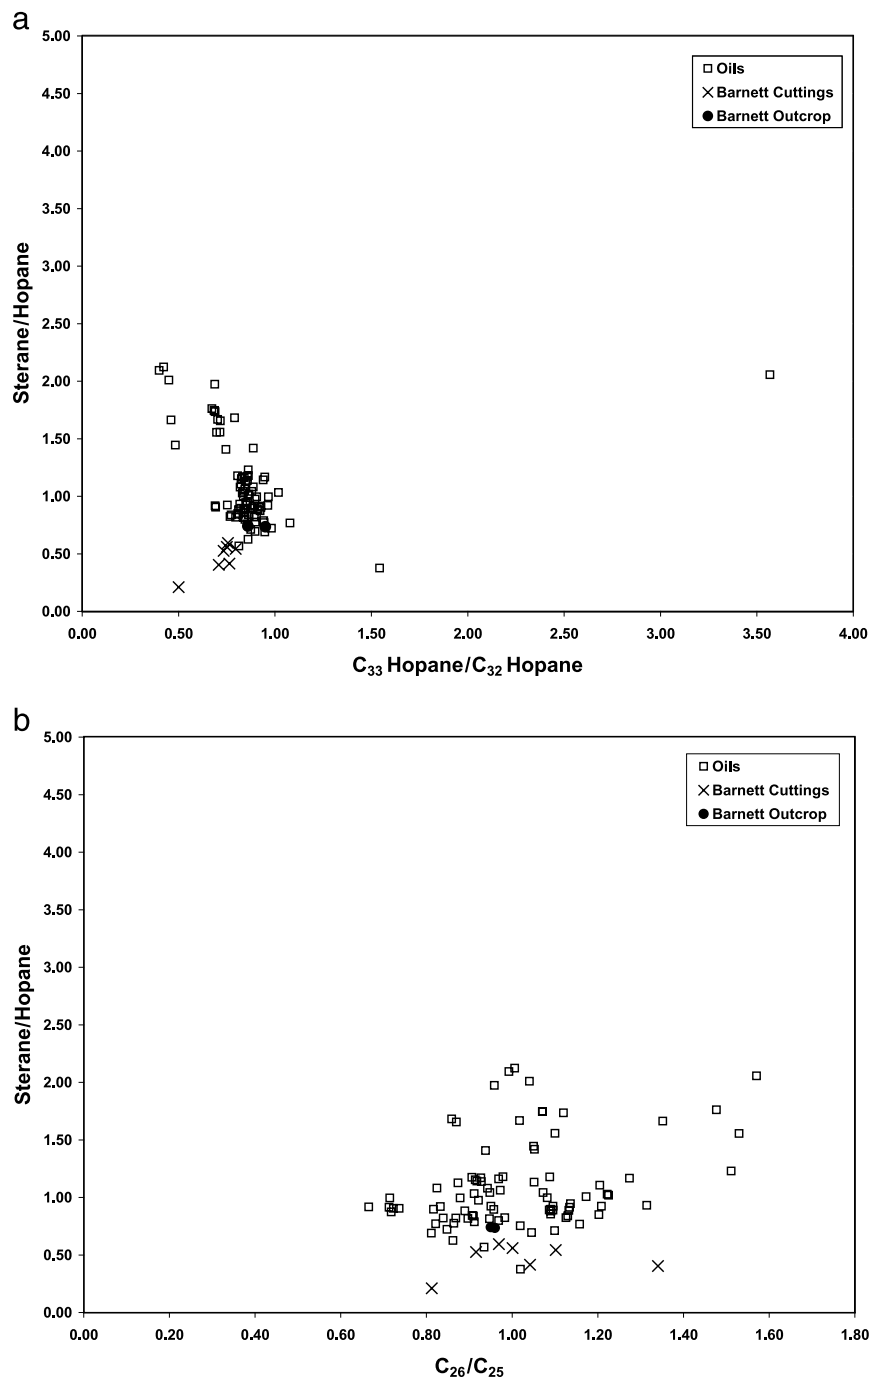 a
5.00
Oils
4.50
Barnett Cuttings
Barnett Outcrop
4.00
3.50
3.00
Sterane/Hopane
2.50
2.00
1.50
1.00
0.50
0.00
0.00 0.50 1.00 1.50 2.00 2.50 3.00 3.50 4.00
C33 Hopane/C32 Hopane
b
5.00
Oils
4.50
Barnett Cuttings
Barnett Outcrop
4.00
3.50
3.00
Sterane/Hopane
2.50
2.00
1.50
1.00
0.50
0.00
0.00 0.20 0.40 0.60 0.80 1.00 1.20 1.40 1.60 1.80
C26/C25